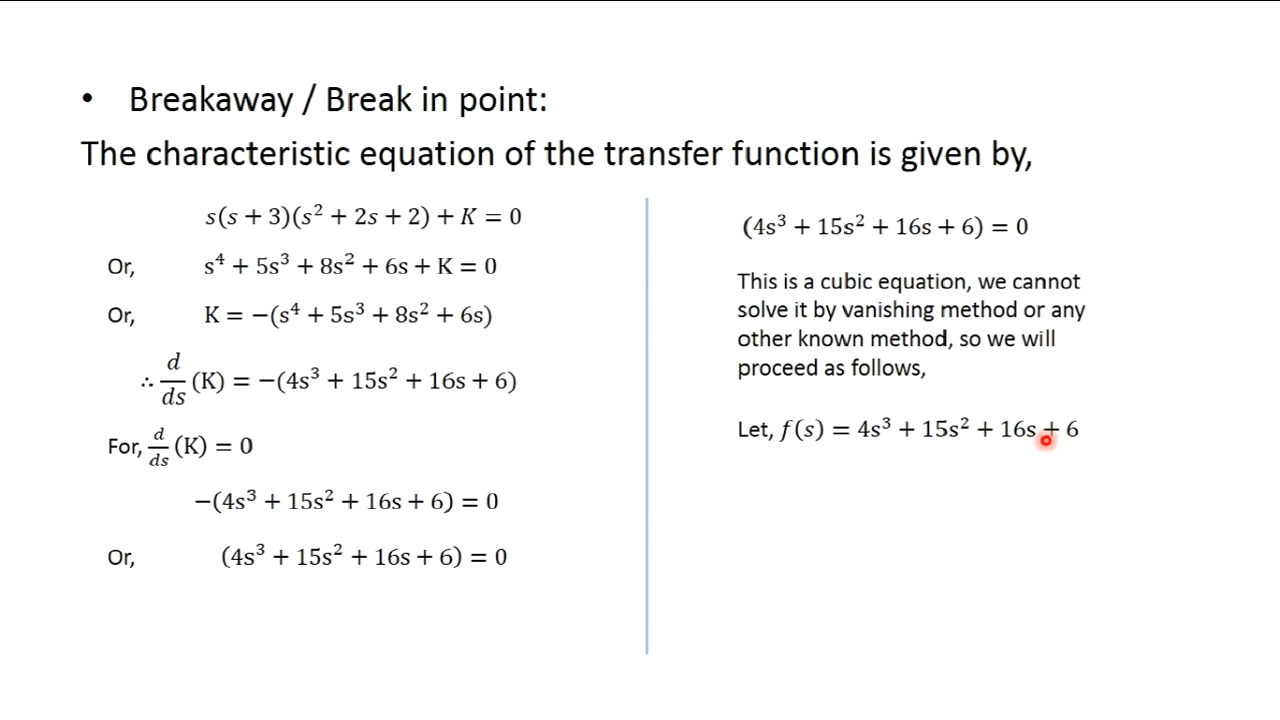 • Breakaway / Break in point:
The characteristic equation of the transfer function is given by,
s(s + 3)(s² + 2s + 2) + K = 0
Or, s⁴ + 5s³ + 8s² + 6s + K = 0
Or, K = −(s⁴ + 5s³ + 8s² + 6s)
∴ d/ds (K) = −(4s³ + 15s² + 16s + 6)
For, d/ds (K) = 0
−(4s³ + 15s² + 16s + 6) = 0
Or, (4s³ + 15s² + 16s + 6) = 0
(4s³ + 15s² + 16s + 6) = 0
This is a cubic equation, we cannot
solve it by vanishing method or any
other known method, so we will
proceed as follows,
Let, f(s) = 4s³ + 15s² + 16s + 6